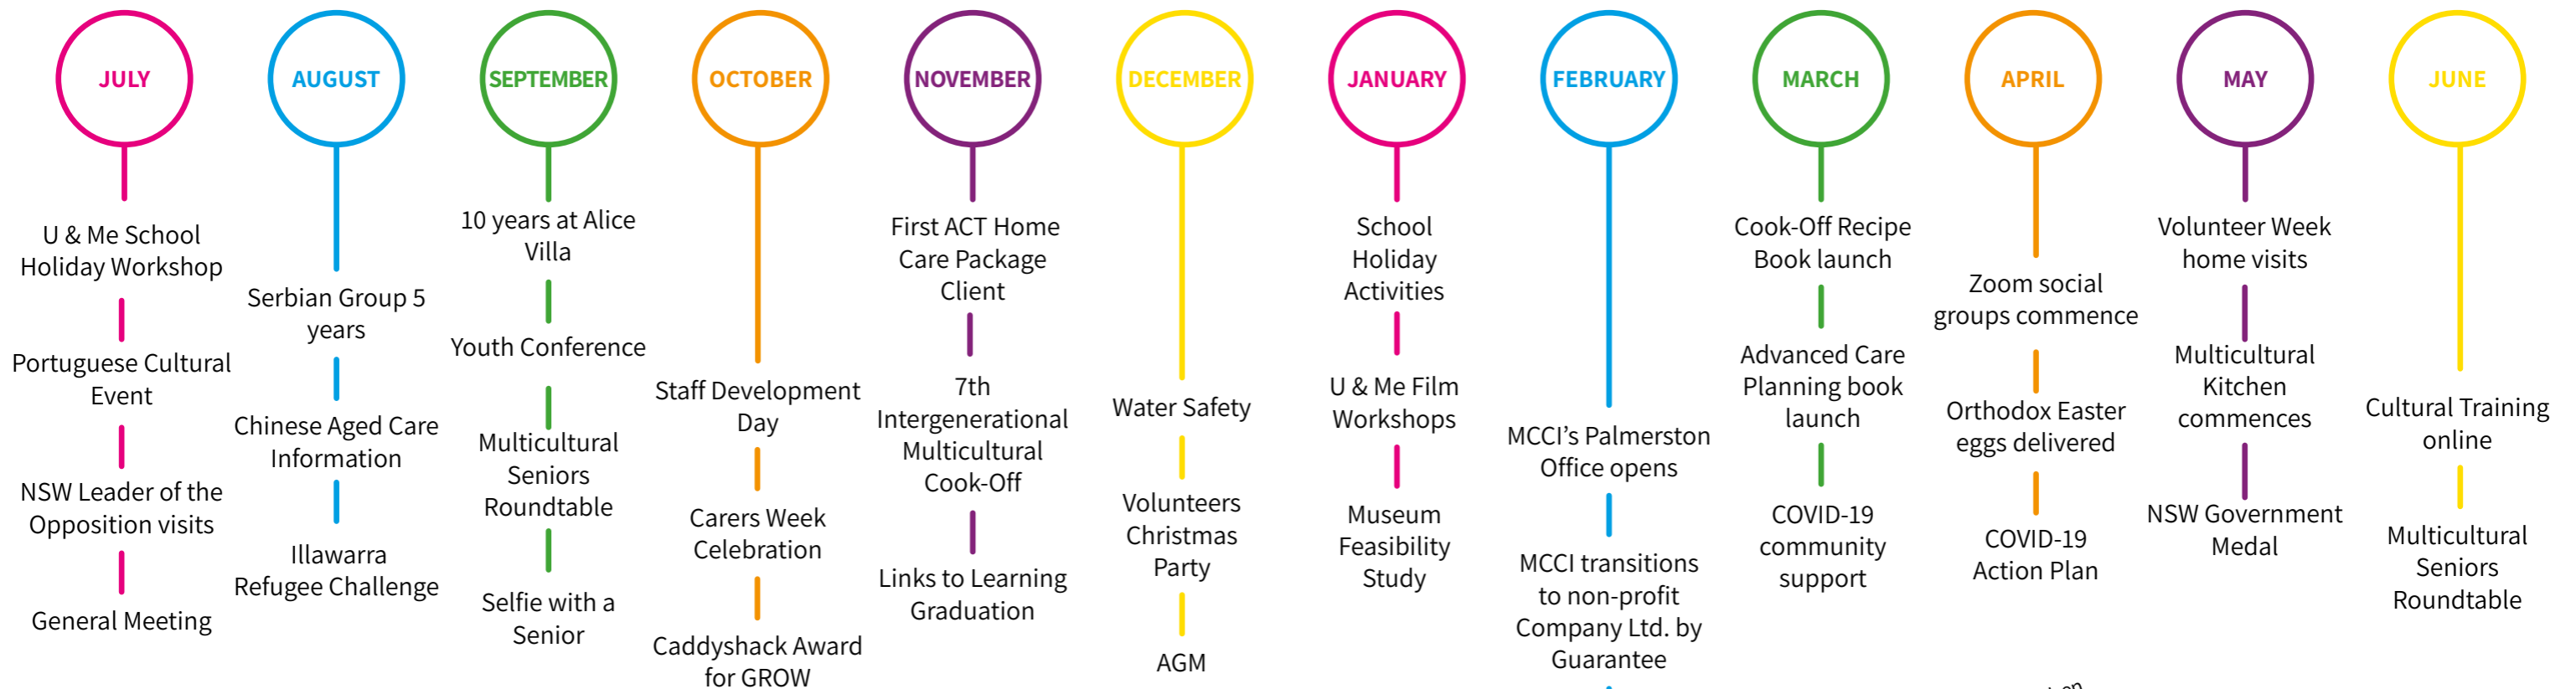 JULY
U & Me School
Holiday Workshop
Portuguese Cultural
Event
NSW Leader of the
Opposition visits
General Meeting
AUGUST
Serbian Group 5
years
Chinese Aged Care
Information
Illawarra
Refugee Challenge
SEPTEMBER
10 years at Alice
Villa
Youth Conference
Multicultural
Seniors
Roundtable
Selfie with a
Senior
OCTOBER
Staff Development
Day
Carers Week
Celebration
Caddyshack Award
for GROW
NOVEMBER
First ACT Home
Care Package
Client
7th
Intergenerational
Multicultural
Cook-Off
Links to Learning
Graduation
DECEMBER
Water Safety
Volunteers
Christmas
Party
AGM
JANUARY
School
Holiday
Activities
U & Me Film
Workshops
Museum
Feasibility
Study
FEBRUARY
MCCI’s Palmerston
Office opens
MCCI transitions
to non-profit
Company Ltd. by
Guarantee
MARCH
Cook-Off Recipe
Book launch
Advanced Care
Planning book
launch
COVID-19
community
support
APRIL
Zoom social
groups commence
Orthodox Easter
eggs delivered
COVID-19
Action Plan
MAY
Volunteer Week
home visits
Multicultural
Kitchen
commences
NSW Government
Medal
JUNE
Cultural Training
online
Multicultural
Seniors
Roundtable